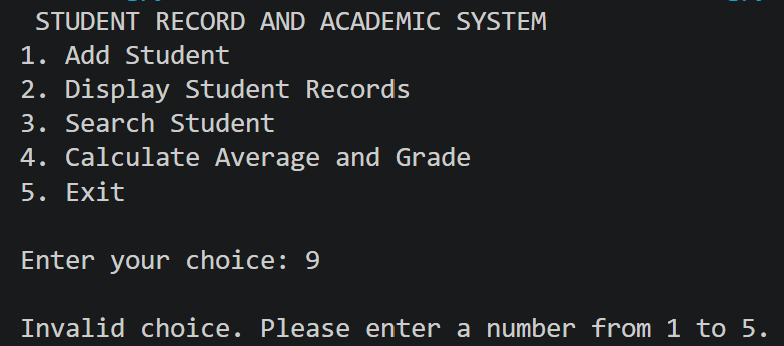 STUDENT RECORD AND ACADEMIC SYSTEM
1. Add Student
2. Display Student Records
3. Search Student
4. Calculate Average and Grade
5. Exit
Enter your choice: 9
Invalid choice. Please enter a number from 1 to 5.